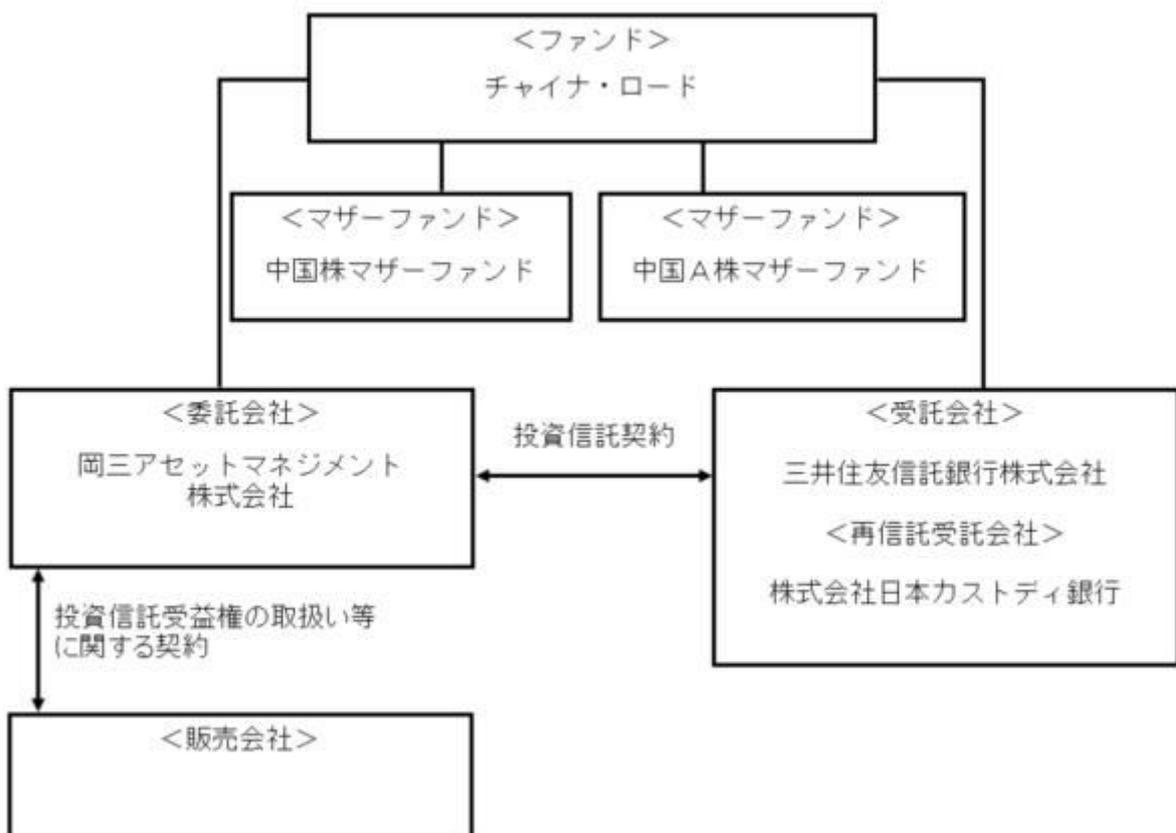 ＜ファンド＞
チャイナ・ロード
＜マザーファンド＞
中国株マザーファンド
＜マザーファンド＞
中国Ａ株マザーファンド
＜委託会社＞
岡三アセットマネジメント
株式会社
投資信託契約
＜受託会社＞
三井住友信託銀行株式会社
＜再信託受託会社＞
株式会社日本カストディ銀行
投資信託受益権の取扱い等
に関する契約
＜販売会社＞